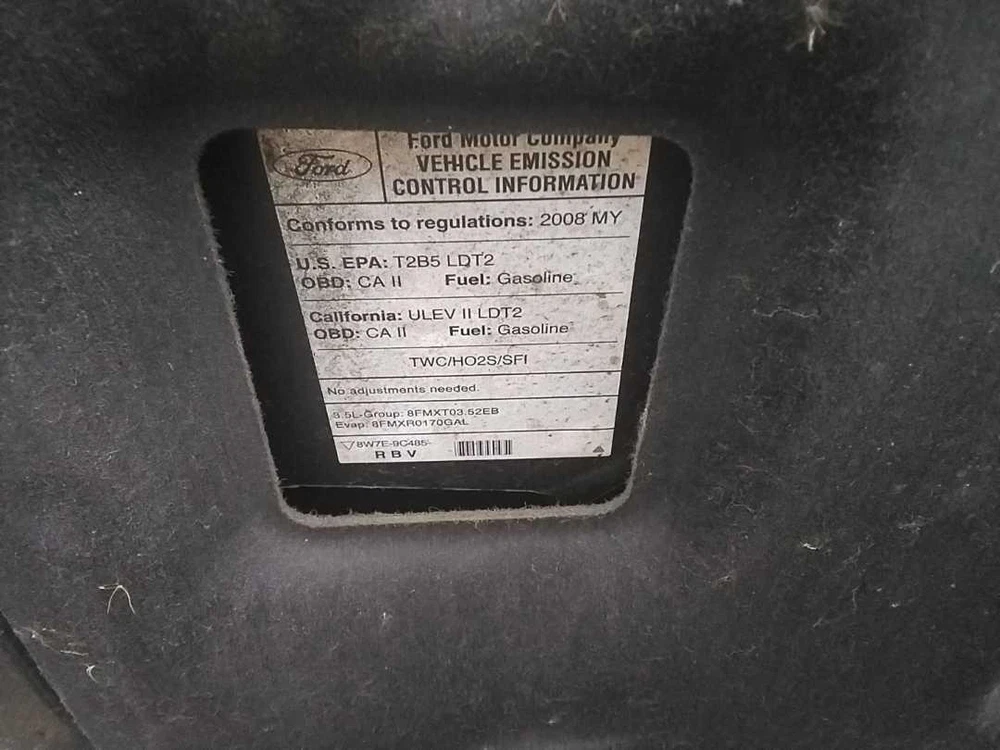 Ford
Ford Motor Company
VEHICLE EMISSION
CONTROL INFORMATION
Conforms to regulations: 2008 MY
U.S. EPA: T2B5 LDT2
OBD: CA II Fuel: Gasoline
California: ULEV II LDT2
OBD: CA II Fuel: Gasoline
TWC/HO2S/SFI
No adjustments needed.
3.5L-Group: 8FMXT03.52EB
Evap: 8FMXR0170GAL
8W7E-9C485-
R B V